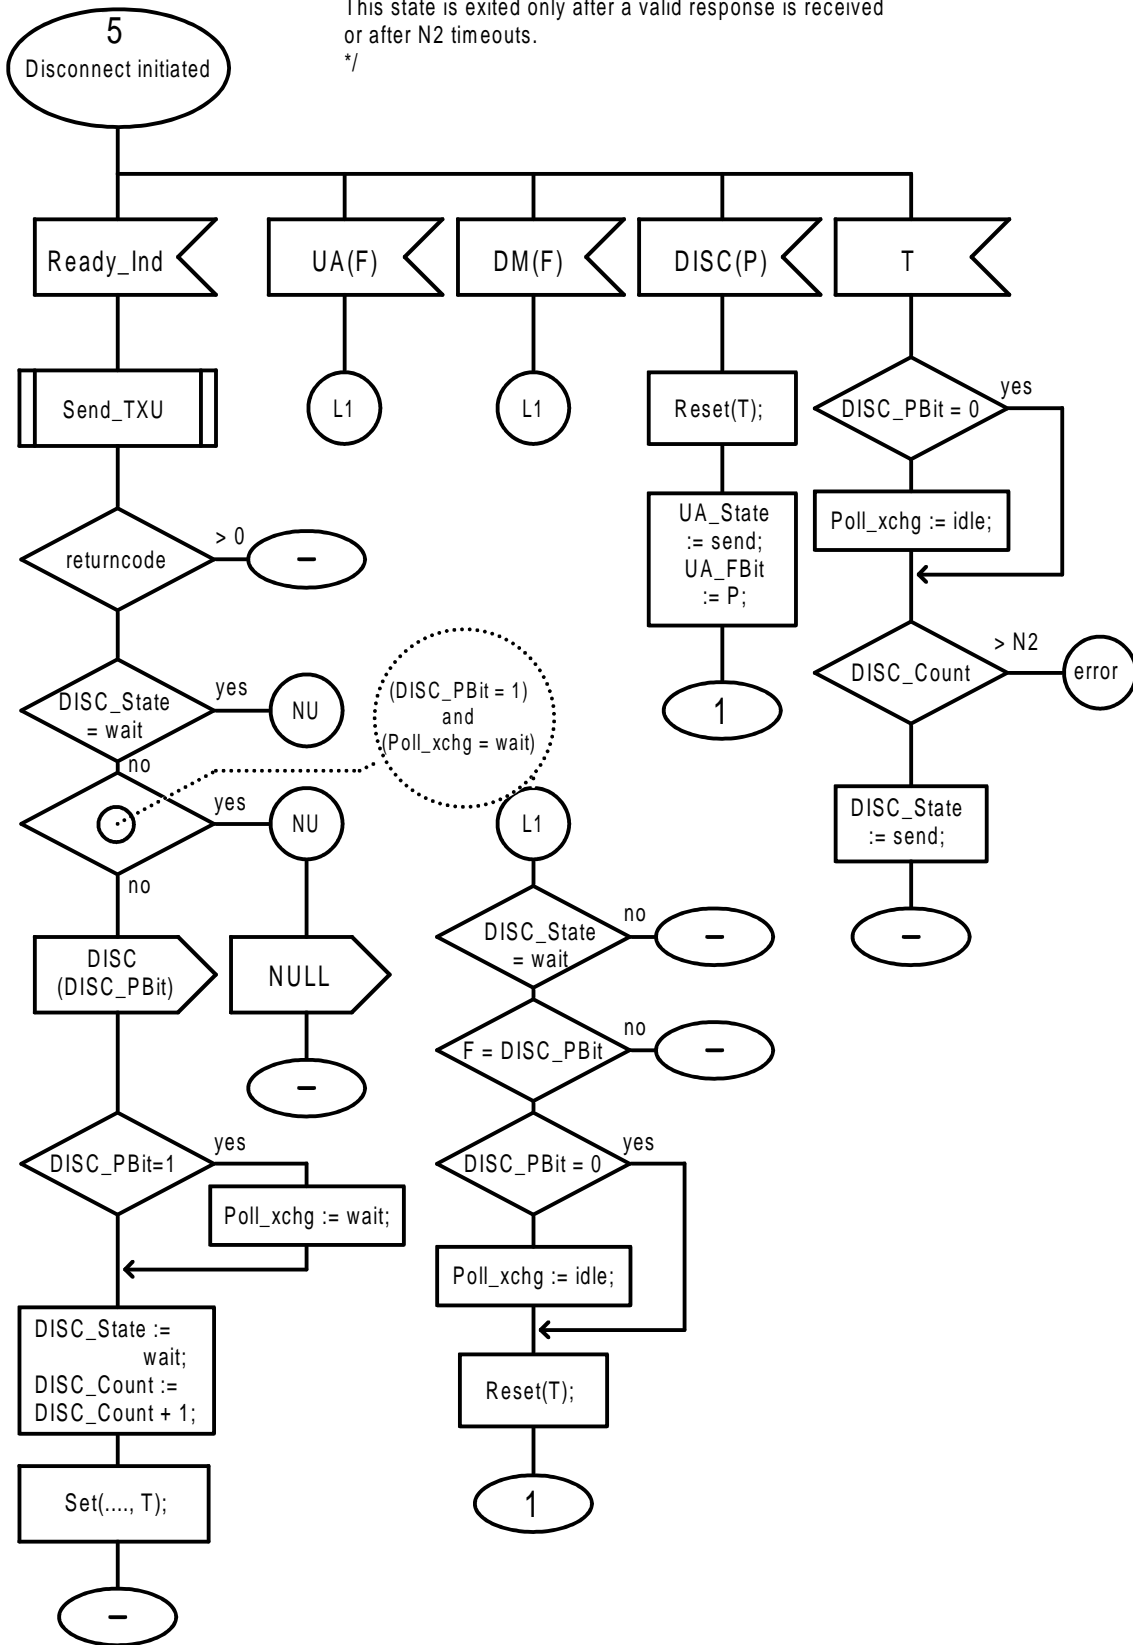 This state is exited only after a valid response is received
or after N2 timeouts.
*/
5
Disconnect initiated
Ready_Ind
UA(F)
DM(F)
DISC(P)
T
Send_TXU
L1
L1
Reset(T);
DISC_PBit = 0
yes
Poll_xchg := idle;
UA_State
:= send;
UA_FBit
:= P;
returncode
> 0
–
DISC_Count
> N2
error
1
DISC_State
= wait
yes
NU
no
(DISC_PBit = 1)
and
(Poll_xchg = wait)
yes
NU
no
DISC_State
:= send;
–
L1
DISC_State
= wait
no
–
F = DISC_PBit
no
–
DISC
(DISC_PBit)
NULL
–
DISC_PBit=1
yes
Poll_xchg := wait;
DISC_PBit = 0
yes
Poll_xchg := idle;
DISC_State :=
wait;
DISC_Count :=
DISC_Count + 1;
Reset(T);
Set(...., T);
1
–